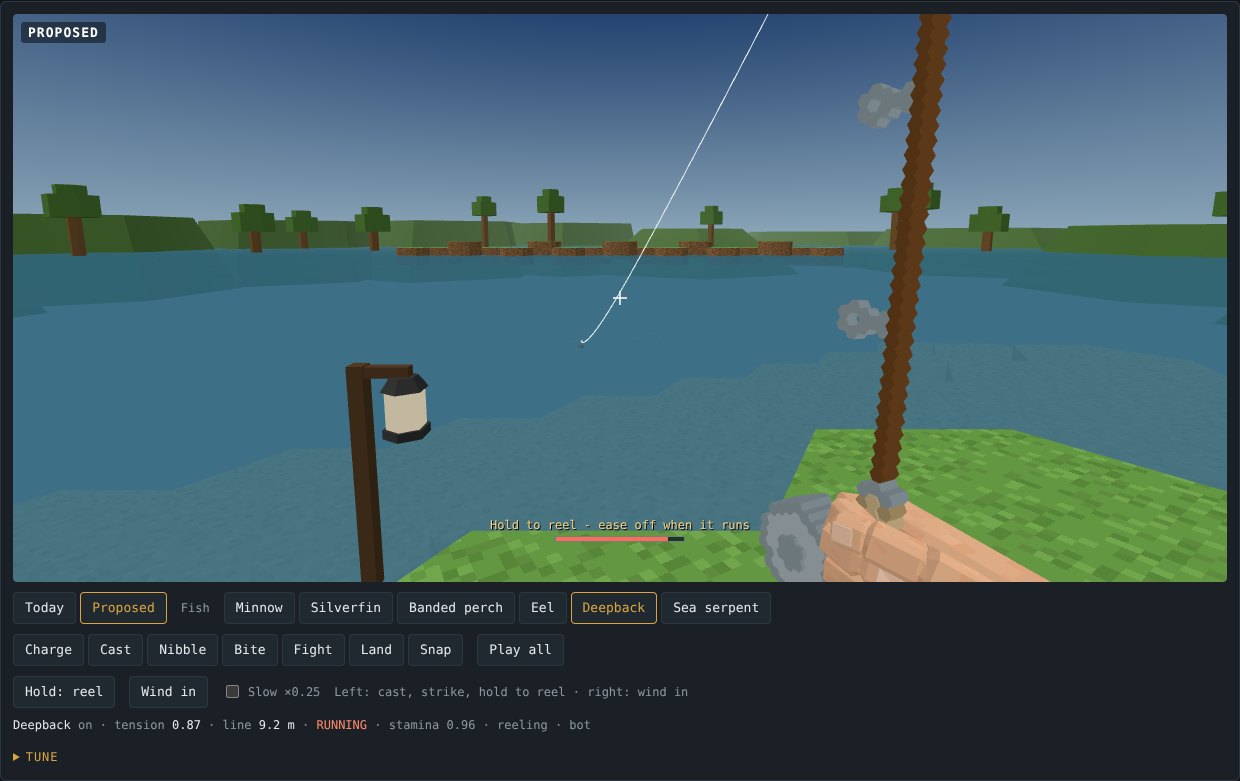 PROPOSED
Hold to reel - ease off when it runs
Today Proposed Fish Minnow Silverfin Banded perch Eel Deepback Sea serpent
Charge Cast Nibble Bite Fight Land Snap Play all
Hold: reel Wind in Slow ×0.25 Left: cast, strike, hold to reel · right: wind in
Deepback on · tension 0.87 · line 9.2 m · RUNNING · stamina 0.96 · reeling · bot
TUNE